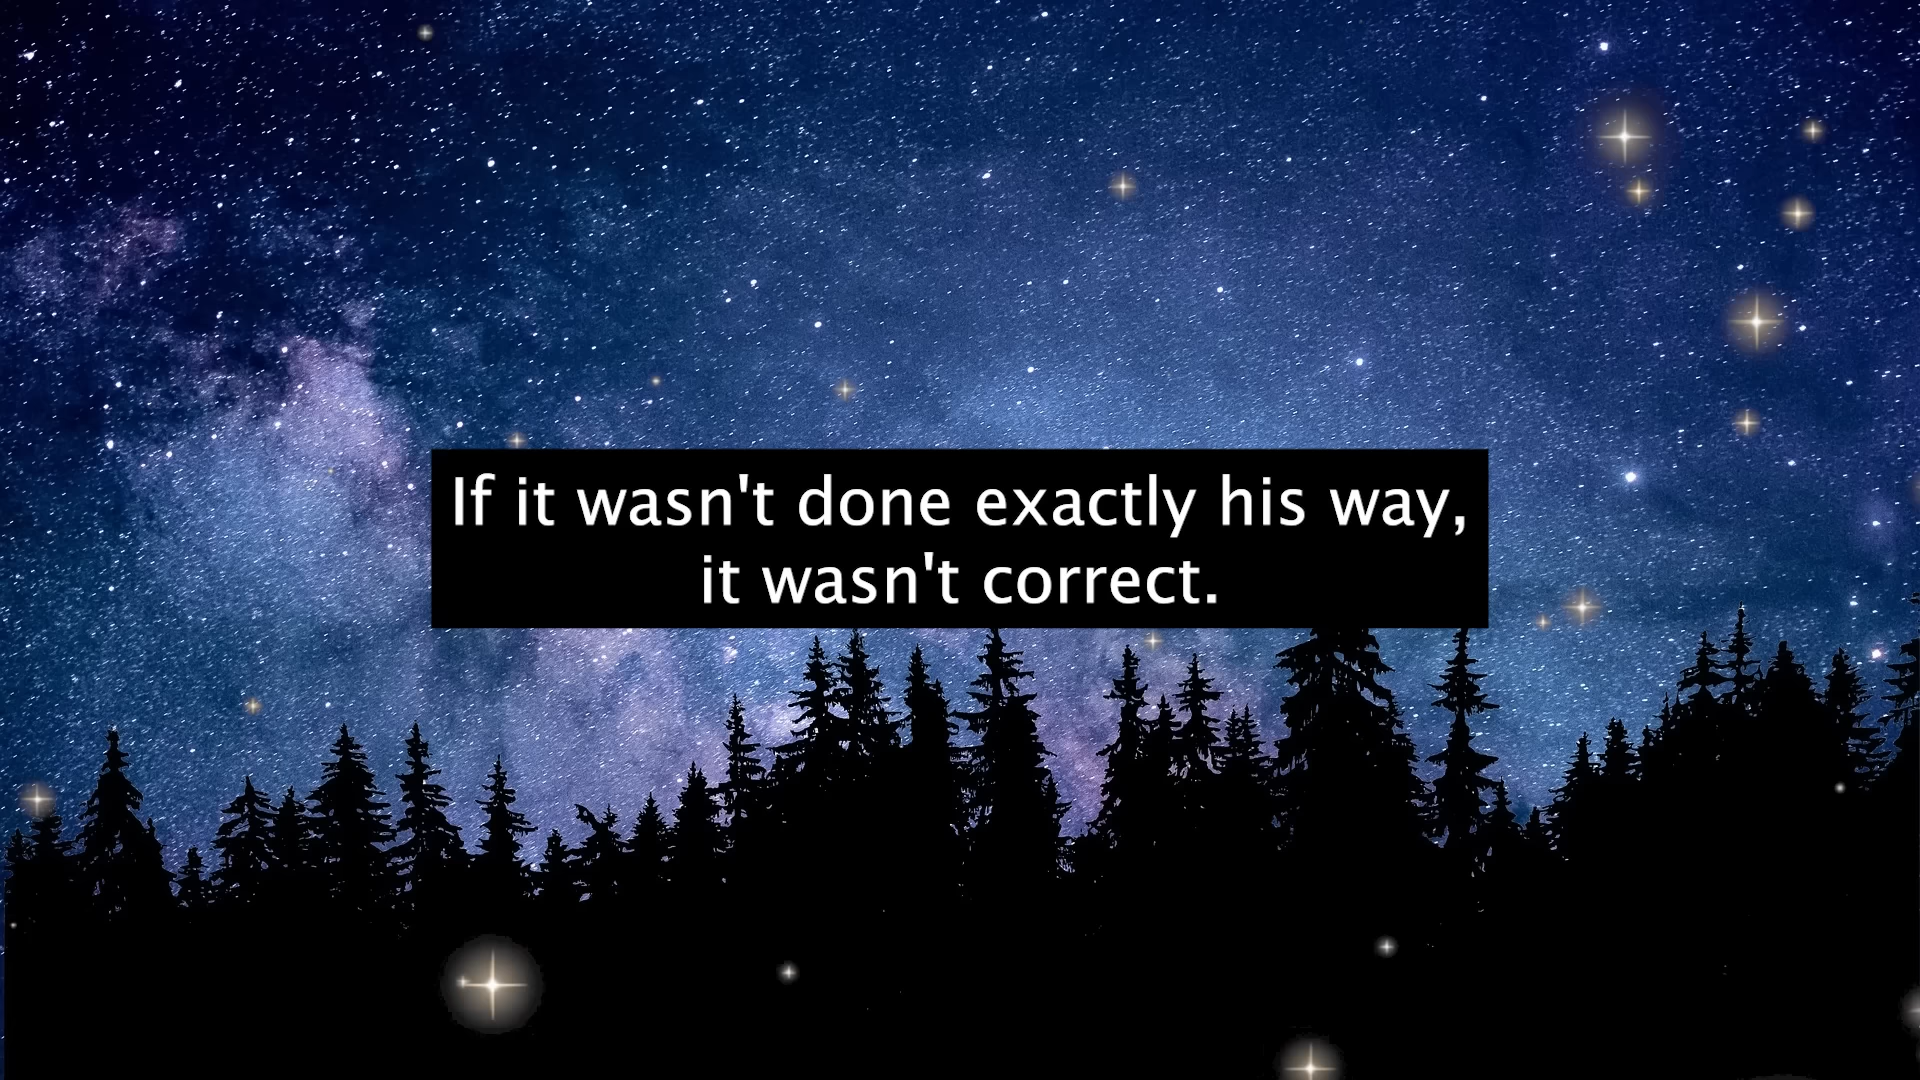 If it wasn't done exactly his way,
it wasn't correct.